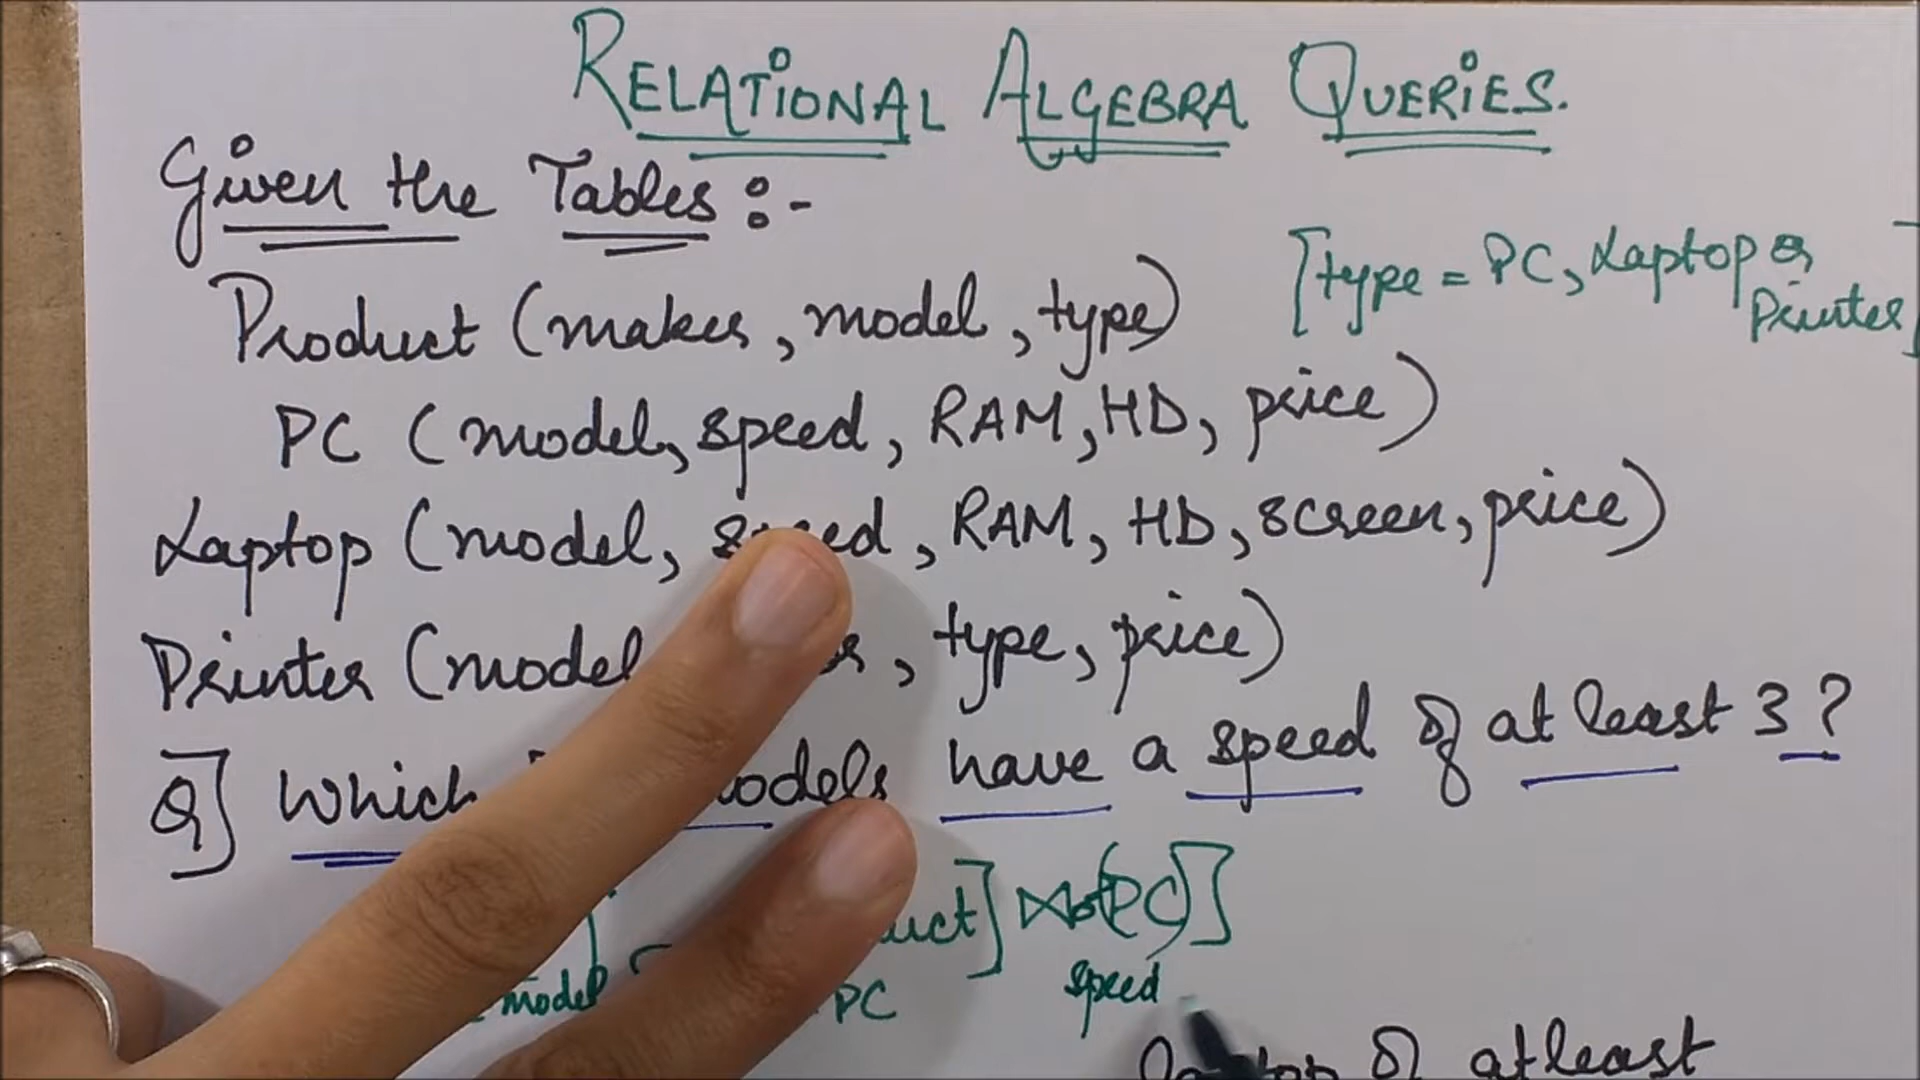 RELATIONAL ALGEBRA QUERIES.
Given the Tables :-
[type = PC, Laptop or Printer]
Product (maker, model, type)
PC (model, speed, RAM, HD, price)
Laptop (model, speed, RAM, HD, screen, price)
Printer (model , type, price)
Q] Which models have a speed of at least 3 ?
uct] ⋈ σ(PC)]
model PC speed
of atleast